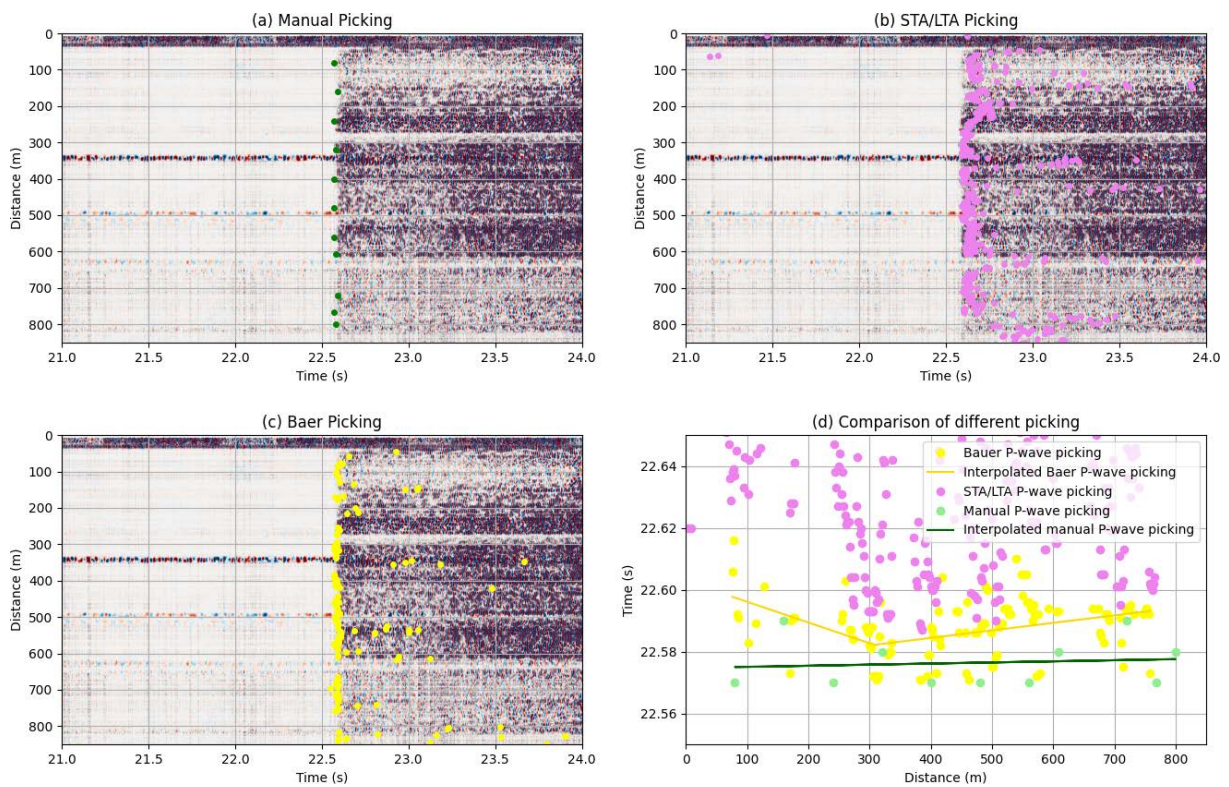 (a) Manual Picking
0
100
200
300
400
500
600
700
800
Distance (m)
21.0 21.5 22.0 22.5 23.0 23.5 24.0
Time (s)
(b) STA/LTA Picking
0
100
200
300
400
500
600
700
800
Distance (m)
21.0 21.5 22.0 22.5 23.0 23.5 24.0
Time (s)
(c) Baer Picking
0
100
200
300
400
500
600
700
800
Distance (m)
21.0 21.5 22.0 22.5 23.0 23.5 24.0
Time (s)
(d) Comparison of different picking
Bauer P-wave picking
Interpolated Baer P-wave picking
STA/LTA P-wave picking
Manual P-wave picking
Interpolated manual P-wave picking
22.64
22.62
22.60
22.58
22.56
Time (s)
0 100 200 300 400 500 600 700 800
Distance (m)